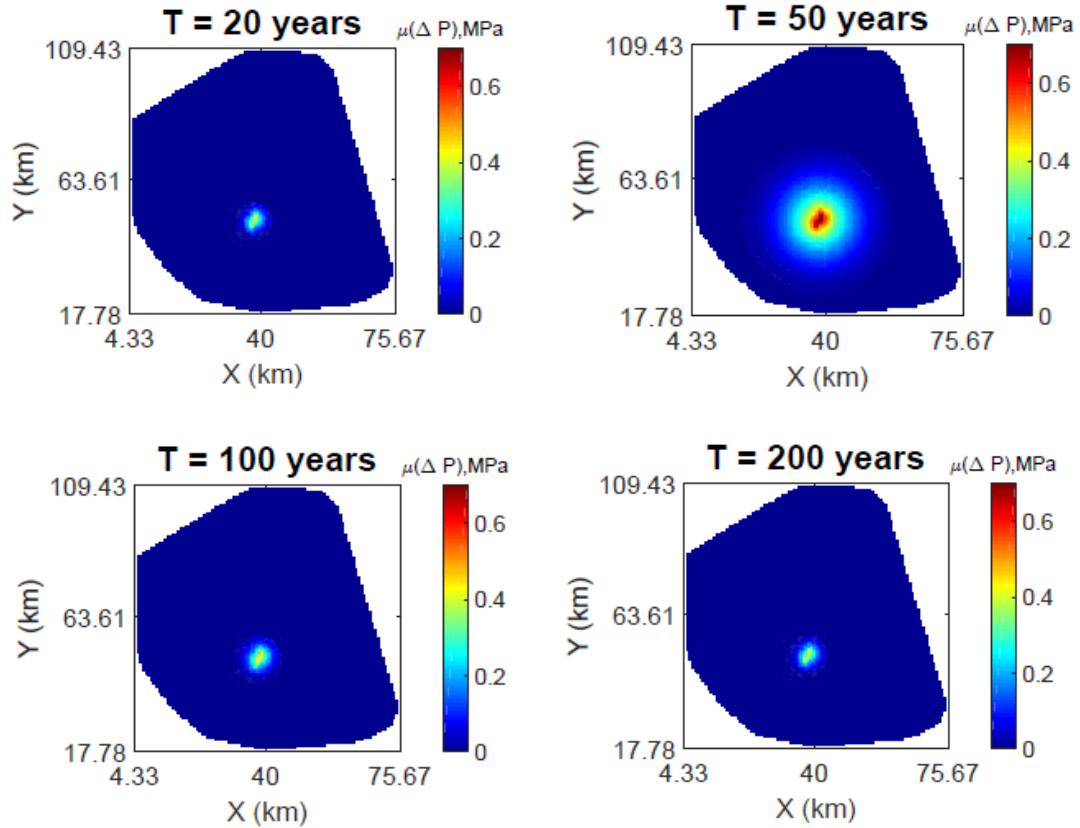 T = 20 years
μ(Δ P),MPa
109.43
63.61
17.78
Y (km)
4.33 40 75.67
X (km)
0.6
0.4
0.2
0
T = 50 years
μ(Δ P),MPa
109.43
63.61
17.78
Y (km)
4.33 40 75.67
X (km)
0.6
0.4
0.2
0
T = 100 years
μ(Δ P),MPa
109.43
63.61
17.78
Y (km)
4.33 40 75.67
X (km)
0.6
0.4
0.2
0
T = 200 years
μ(Δ P),MPa
109.43
63.61
17.78
Y (km)
4.33 40 75.67
X (km)
0.6
0.4
0.2
0